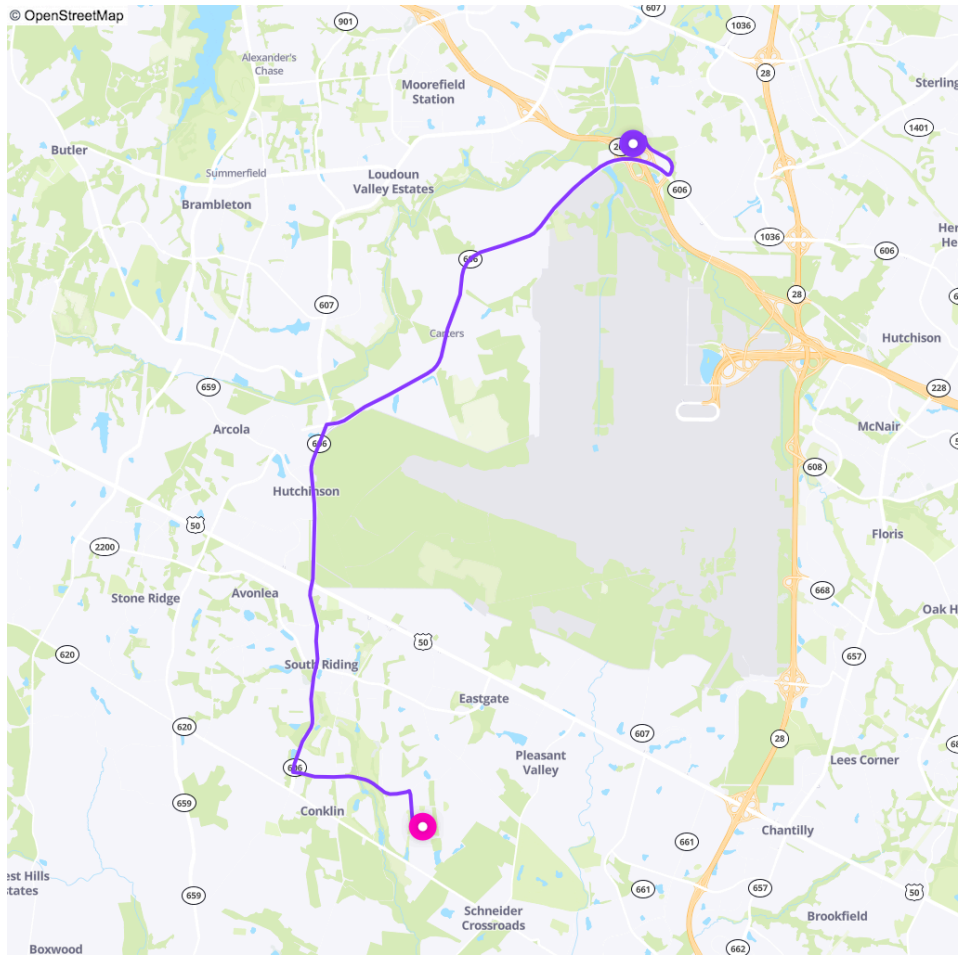 © OpenStreetMap
607
901
1036
Alexander's
Chase
28
Moorefield
Station
Sterling
1401
Butler
Summerfield
Loudoun
Valley Estates
606
Brambleton
1036
606
606
28
607
Carters
Hutchison
659
228
Arcola
McNair
606
608
Hutchinson
50
Floris
2200
668
Avonlea
Stone Ridge
Oak H
50
620
657
South Riding
Eastgate
620
607
28
Pleasant
Valley
Lees Corner
606
659
Conklin
Chantilly
661
est Hills
states
661
657
50
659
Schneider
Crossroads
Brookfield
Boxwood
662